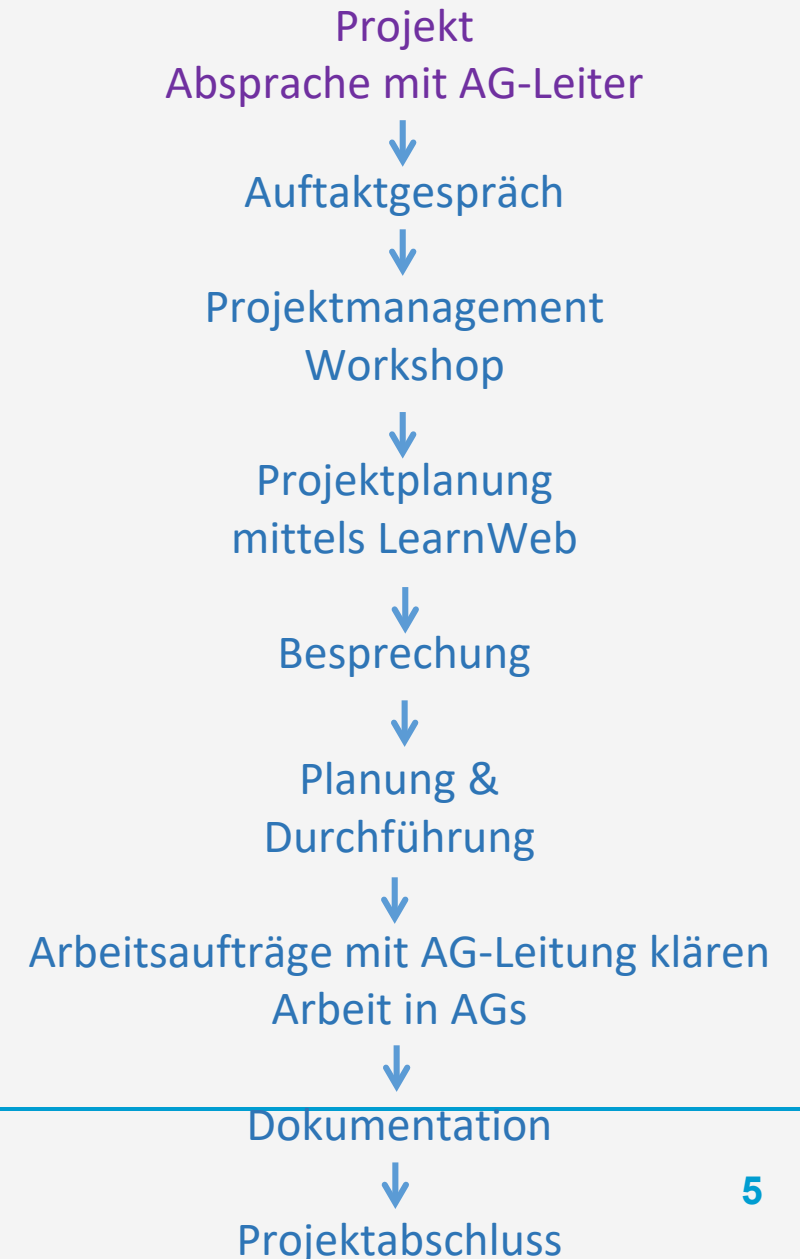 Projekt
Absprache mit AG-Leiter
Auftaktgespräch
Projektmanagement
Workshop
Projektplanung
mittels LearnWeb
Besprechung
Planung &
Durchführung
Arbeitsaufträge mit AG-Leitung klären
Arbeit in AGs
Dokumentation
5
Projektabschluss